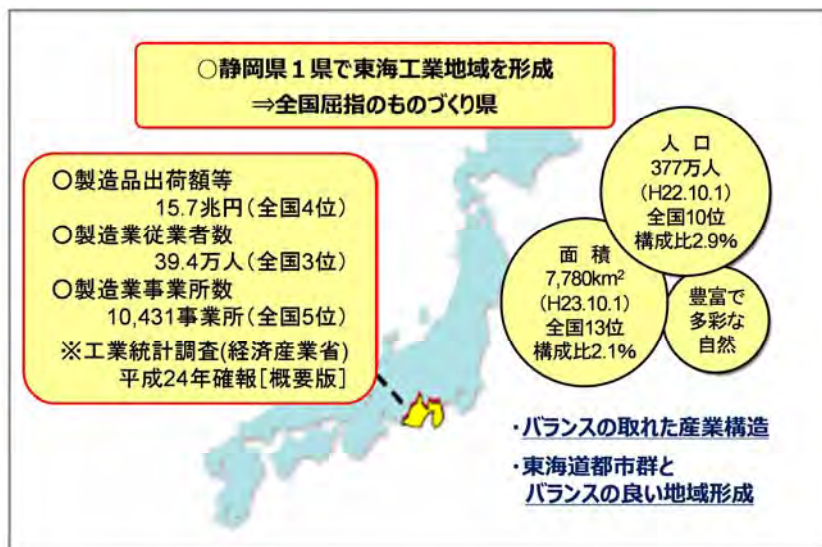 ○静岡県1県で東海工業地域を形成
⇒全国屈指のものづくり県
○製造品出荷額等
15.7兆円(全国4位)
○製造業従業者数
39.4万人(全国3位)
○製造業事業所数
10,431事業所(全国5位)
※工業統計調査(経済産業省)
平成24年確報[概要版]
人 口
377万人
(H22.10.1)
全国10位
構成比2.9%
面 積
7,780km²
(H23.10.1)
全国13位
構成比2.1%
豊富で
多彩な
自然
・バランスの取れた産業構造
・東海道都市群と
バランスの良い地域形成